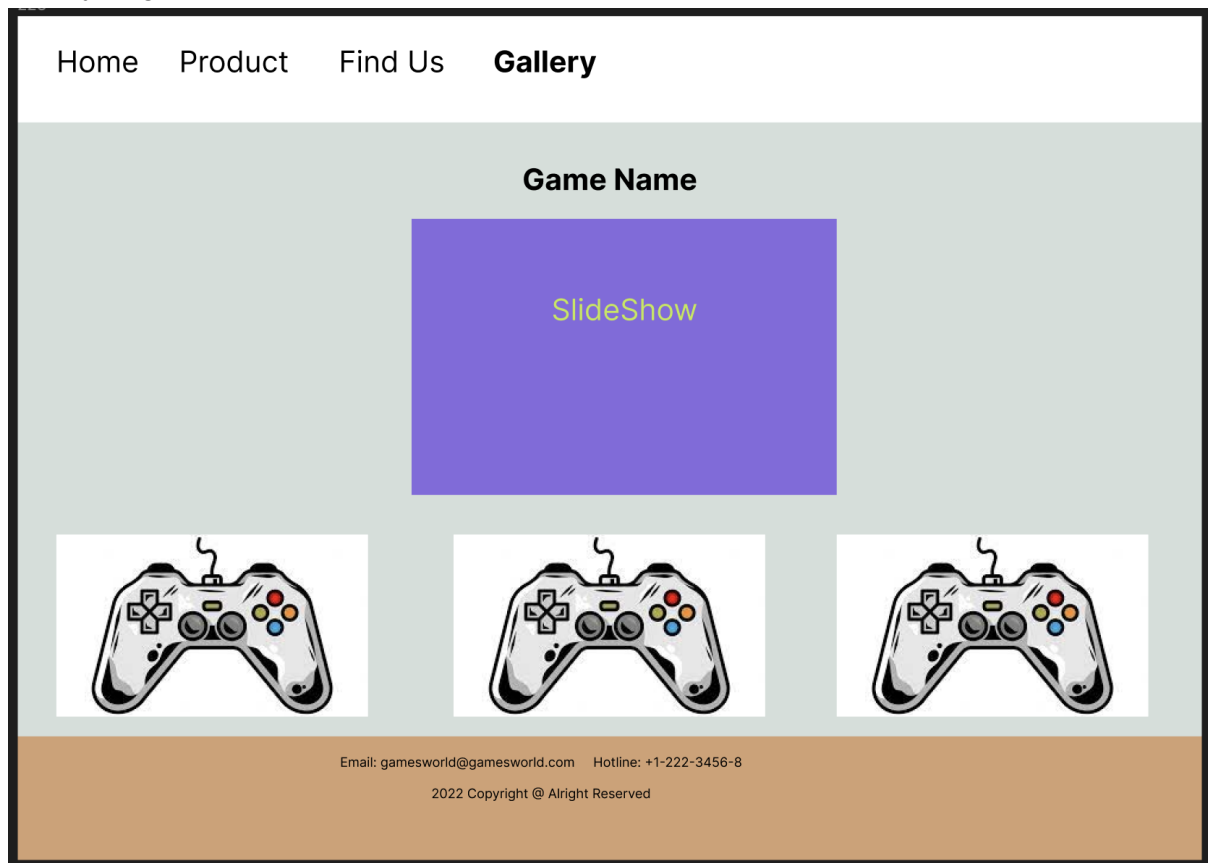 Home Product Find Us Gallery
Game Name
SlideShow
Email: gamesworld@gamesworld.com Hotline: +1-222-3456-8
2022 Copyright @ Alright Reserved